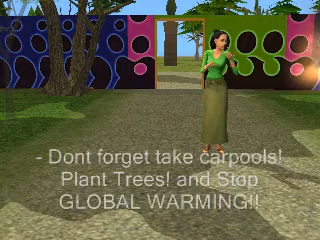 - Dont forget take carpools!
Plant Trees! and Stop
GLOBAL WARMING!!